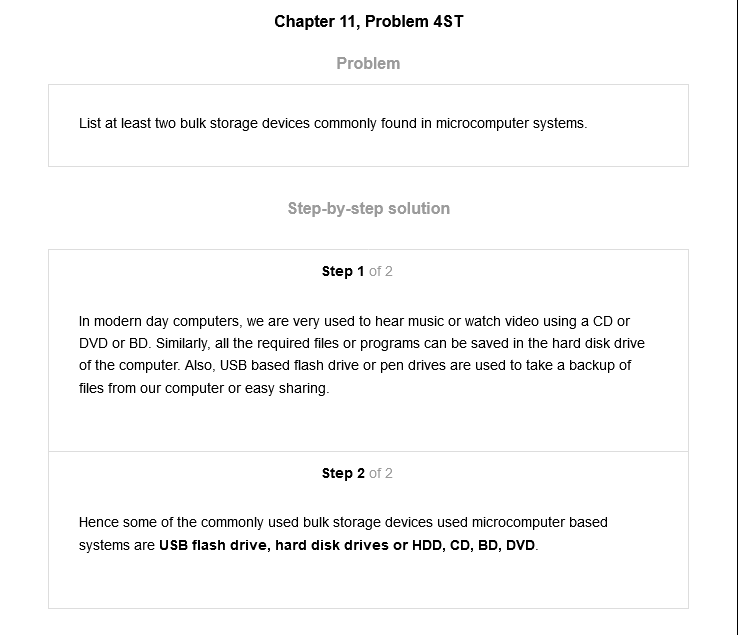 Chapter 11, Problem 4ST
Problem
List at least two bulk storage devices commonly found in microcomputer systems.
Step-by-step solution
Step 1 of 2
In modern day computers, we are very used to hear music or watch video using a CD or
DVD or BD. Similarly, all the required files or programs can be saved in the hard disk drive
of the computer. Also, USB based flash drive or pen drives are used to take a backup of
files from our computer or easy sharing.
Step 2 of 2
Hence some of the commonly used bulk storage devices used microcomputer based
systems are USB flash drive, hard disk drives or HDD, CD, BD, DVD.